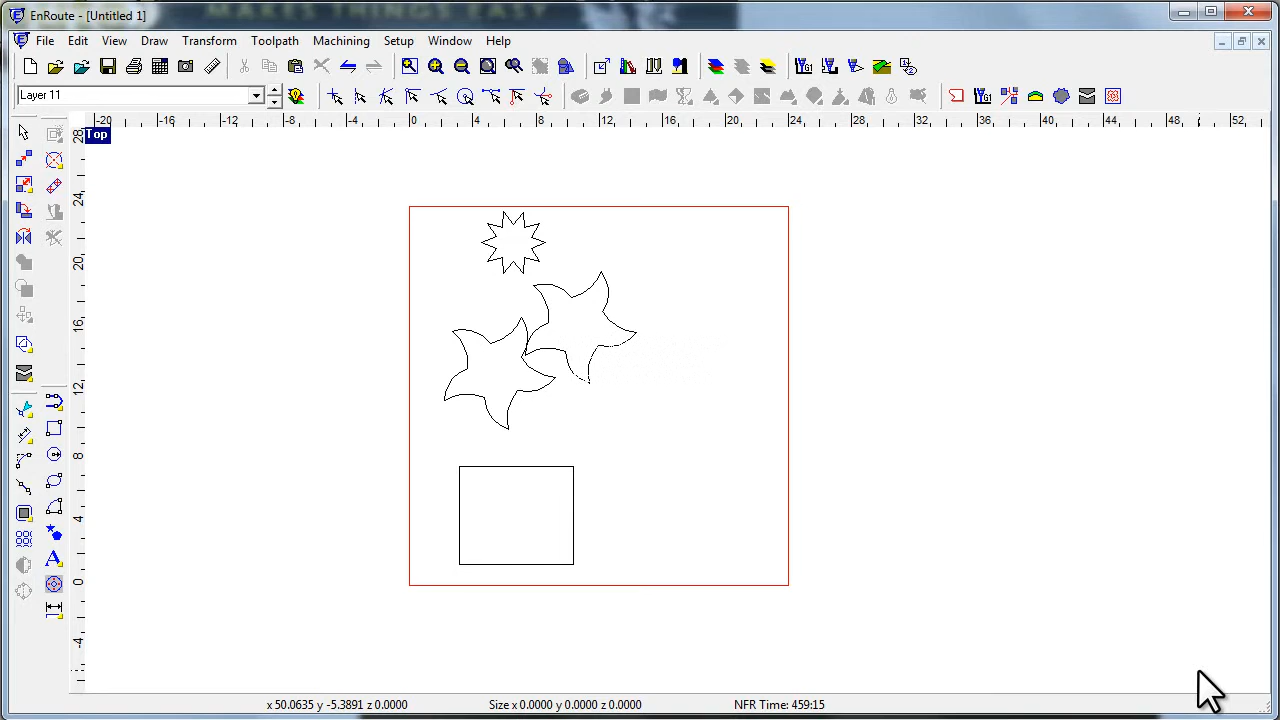 MAKES THINGS EASY
EnRoute - [Untitled 1]
File Edit View Draw Transform Toolpath Machining Setup Window Help
Layer 11
-20 -16 -12 -8 -4 0 4 8 12 16 20 24 28 32 36 40 44 48 52
Top
28
24
20
16
12
8
4
0
-4
x 50.0635 y -5.3891 z 0.0000 Size x 0.0000 y 0.0000 z 0.0000 NFR Time: 459:15